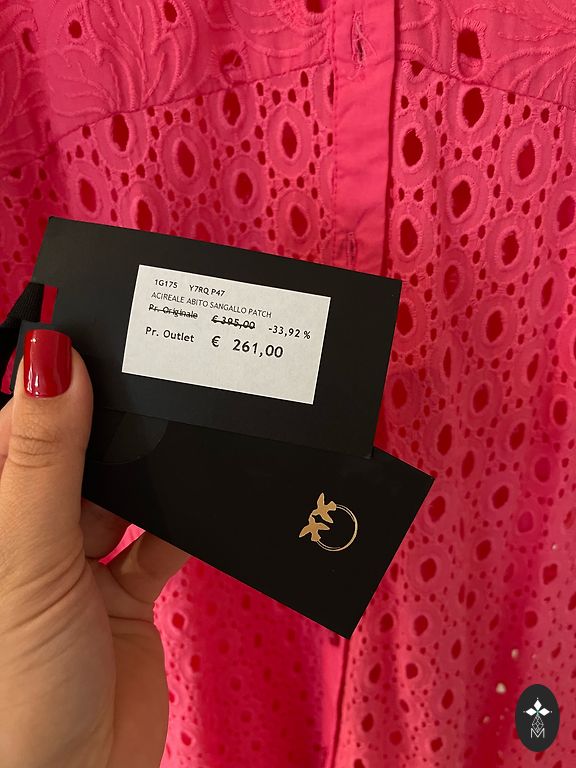 1G175 Y7RQ P47
ACIREALE ABITO SANGALLO PATCH
Pr. Originale € 395,00 -33,92 %
Pr. Outlet € 261,00
M